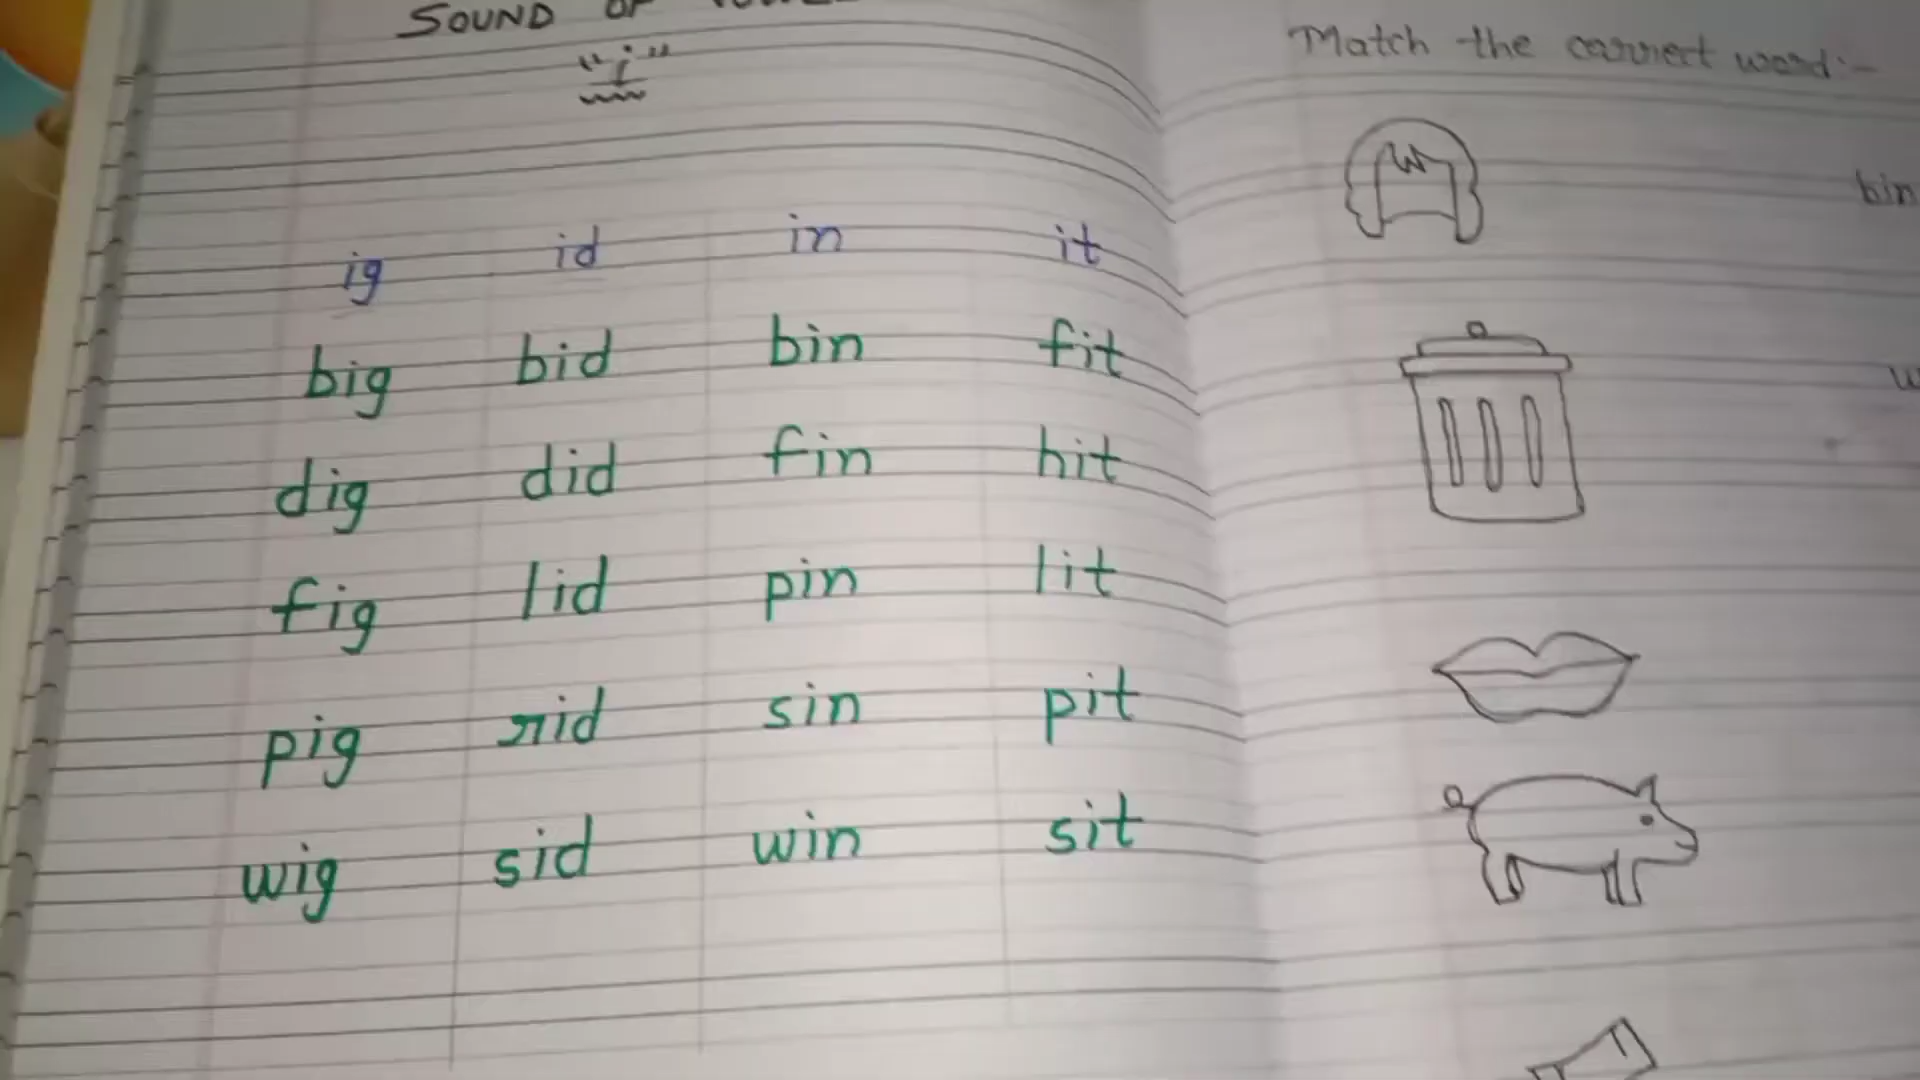 SOUND OF
"i"
ig id in it
big bid bin fit
dig did fin hit
fig lid pin lit
pig rid sin pit
wig sid win sit
Match the correct word:-
bin